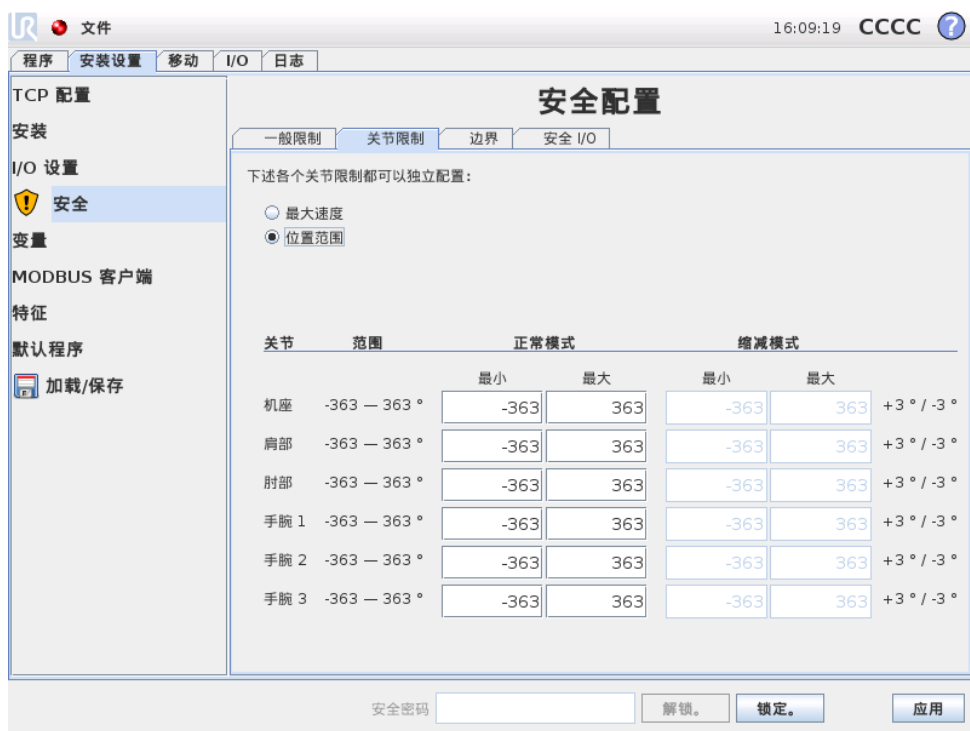 UR 文件 16:09:19 CCCC ?
程序 安装设置 移动 I/O 日志
TCP 配置
安装
I/O 设置
安全
变量
MODBUS 客户端
特征
默认程序
加载/保存
安全配置
一般限制 关节限制 边界 安全 I/O
下述各个关节限制都可以独立配置:
最大速度
位置范围
关节 范围 正常模式 缩减模式
最小 最大 最小 最大
机座 -363 — 363 ° -363 363 -363 363 +3 ° / -3 °
肩部 -363 — 363 ° -363 363 -363 363 +3 ° / -3 °
肘部 -363 — 363 ° -363 363 -363 363 +3 ° / -3 °
手腕 1 -363 — 363 ° -363 363 -363 363 +3 ° / -3 °
手腕 2 -363 — 363 ° -363 363 -363 363 +3 ° / -3 °
手腕 3 -363 — 363 ° -363 363 -363 363 +3 ° / -3 °
安全密码 解锁。 锁定。 应用